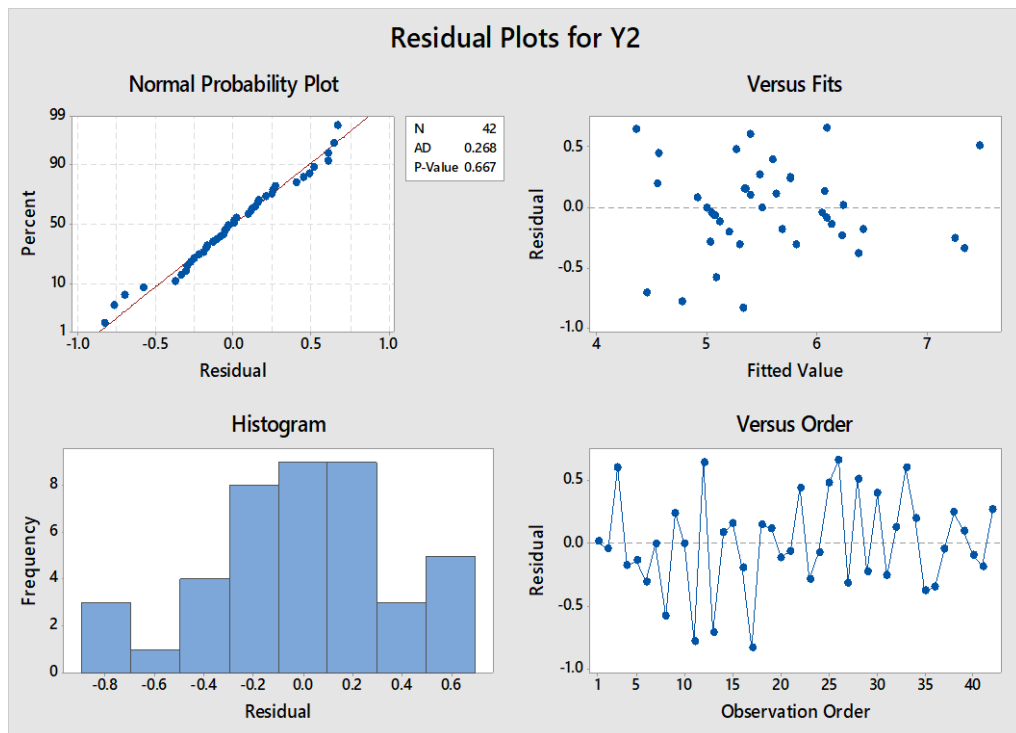 Residual Plots for Y2
Normal Probability Plot
99
90
50
10
1
Percent
-1.0 -0.5 0.0 0.5 1.0
Residual
N 42
AD 0.268
P-Value 0.667
Versus Fits
0.5
0.0
-0.5
-1.0
Residual
4 5 6 7
Fitted Value
Histogram
8
6
4
2
0
Frequency
-0.8 -0.6 -0.4 -0.2 0.0 0.2 0.4 0.6
Residual
Versus Order
0.5
0.0
-0.5
-1.0
Residual
1 5 10 15 20 25 30 35 40
Observation Order